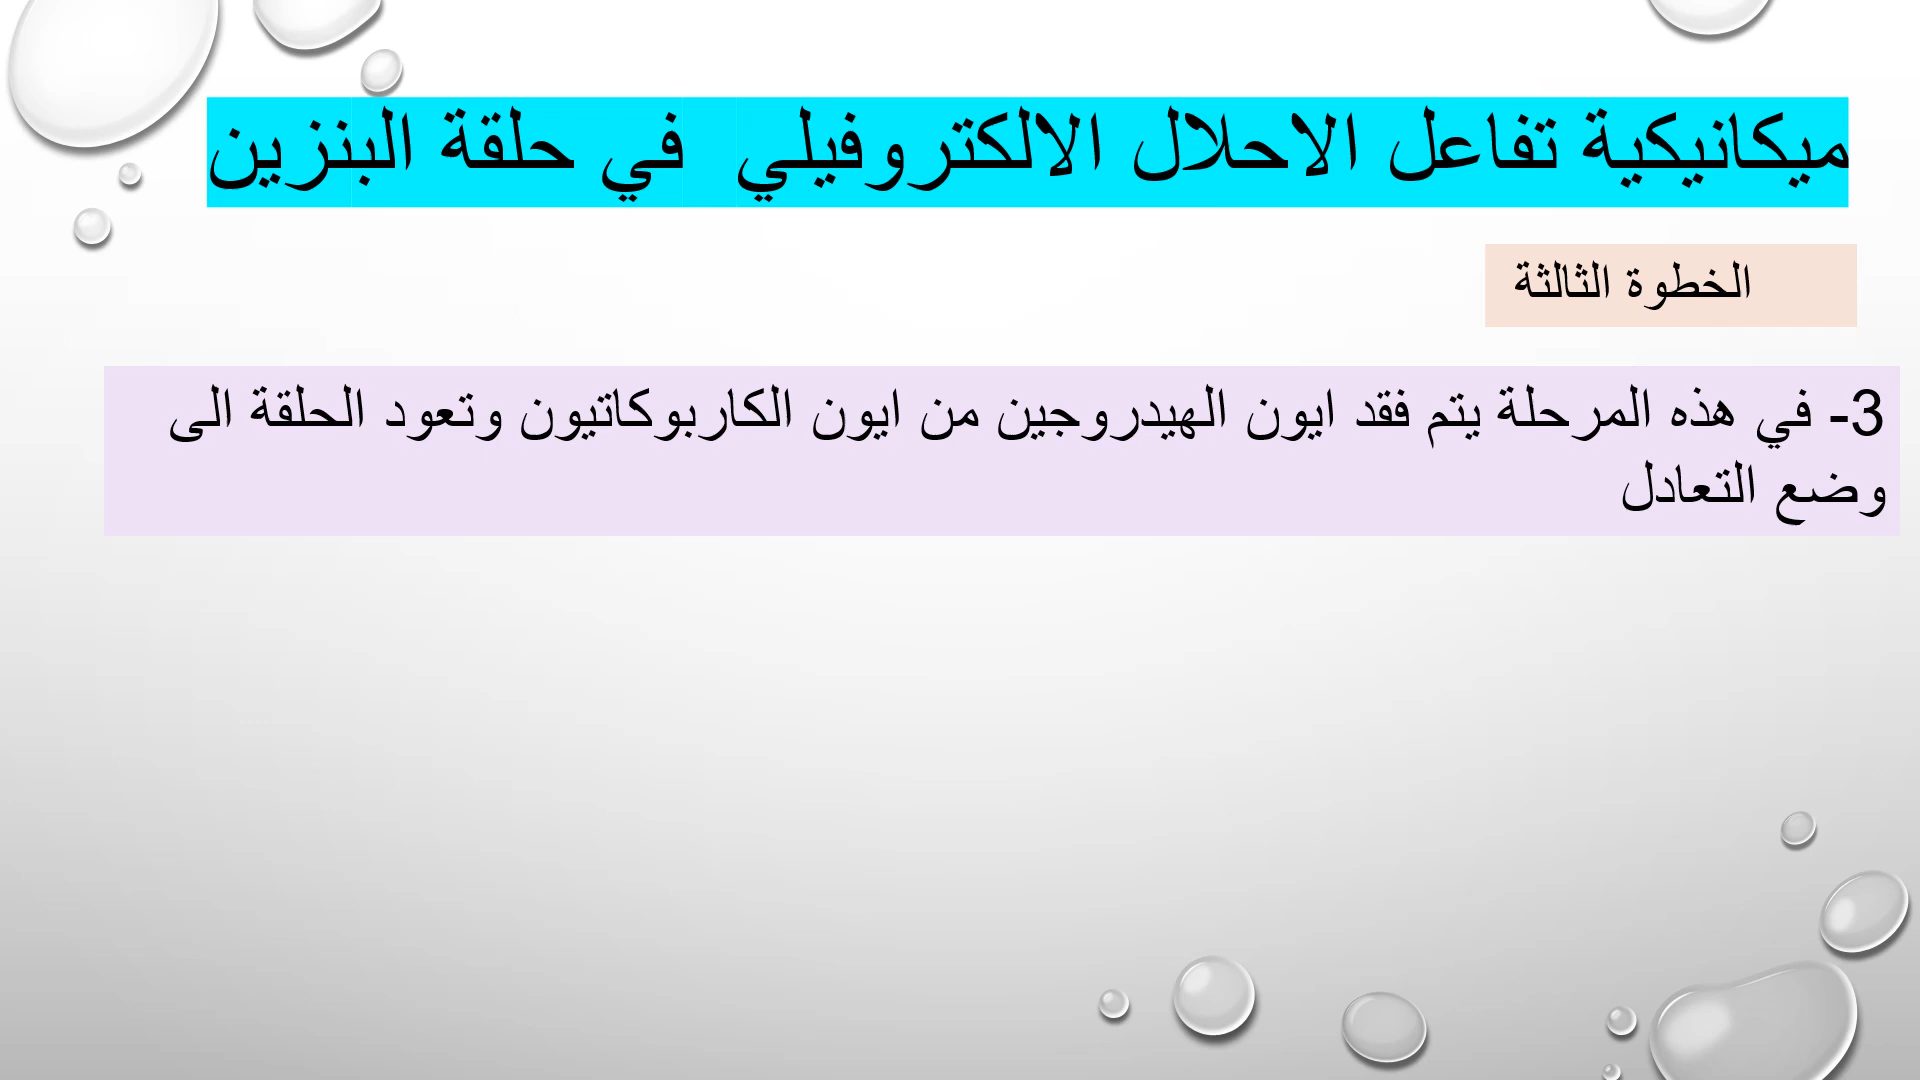 ميكانيكية تفاعل الاحلال الالكتروفيلي في حلقة البنزين
الخطوة الثالثة
3- في هذه المرحلة يتم فقد ايون الهيدروجين من ايون الكاربوكاتيون وتعود الحلقة الى
وضع التعادل